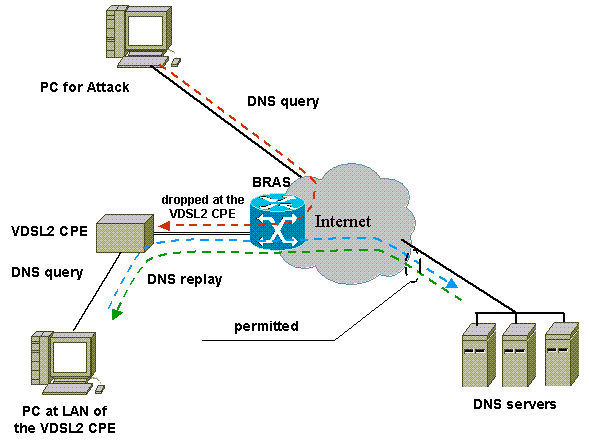 PC for Attack
DNS query
BRAS
dropped at the
VDSL2 CPE
Internet
VDSL2 CPE
DNS query
DNS replay
permitted
PC at LAN of
the VDSL2 CPE
DNS servers